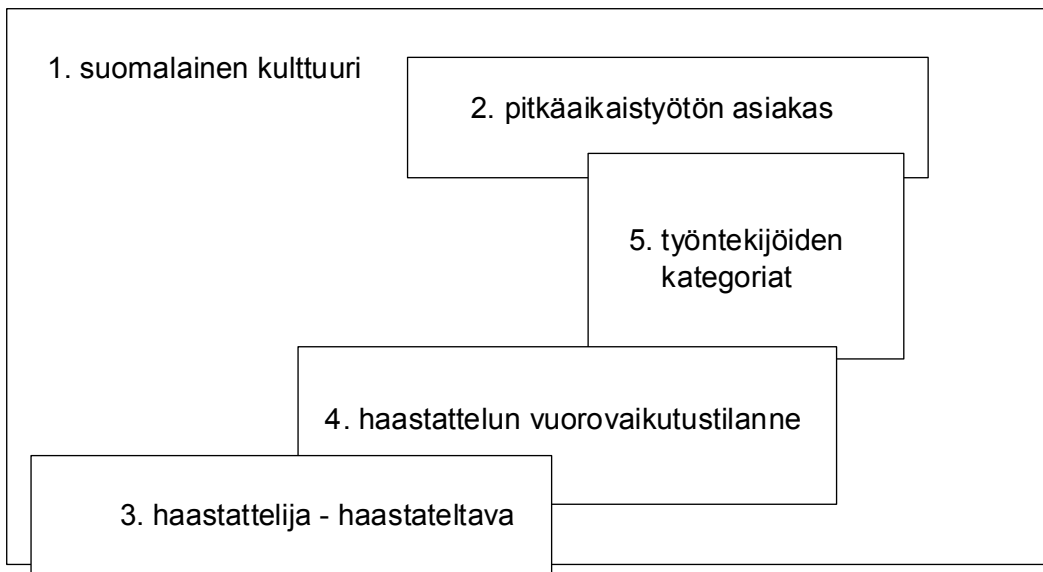 1. suomalainen kulttuuri
2. pitkäaikaistyötön asiakas
5. työntekijöiden
kategoriat
4. haastattelun vuorovaikutustilanne
3. haastattelija - haastateltava